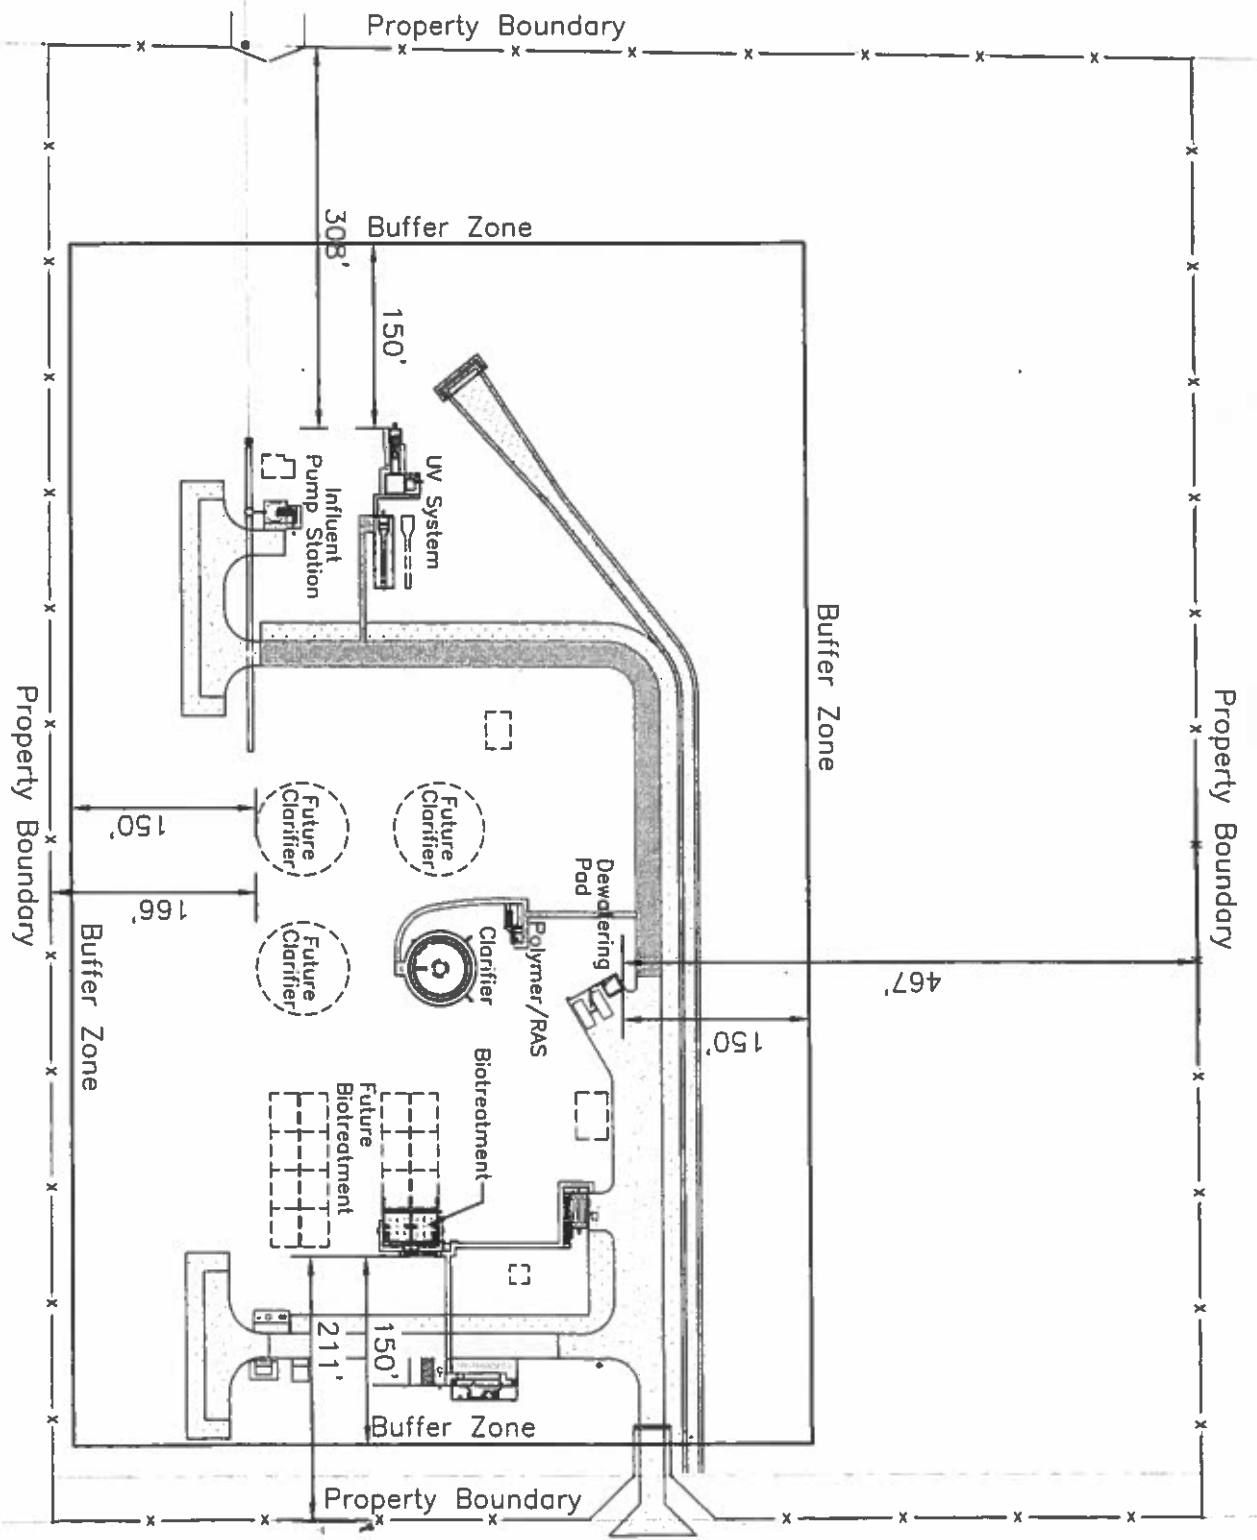 Property Boundary
308'
Buffer Zone
150'
UV System
Influent
Pump Station
Buffer Zone
Property Boundary
Property Boundary
150'
166'
Future
Clarifier
Future
Clarifier
Future
Clarifier
Dewatering
Pad
Polymer/RAS
Clarifier
467'
150'
Buffer Zone
Biotreatment
Future
Biotreatment
150'
211'
Buffer Zone
Property Boundary